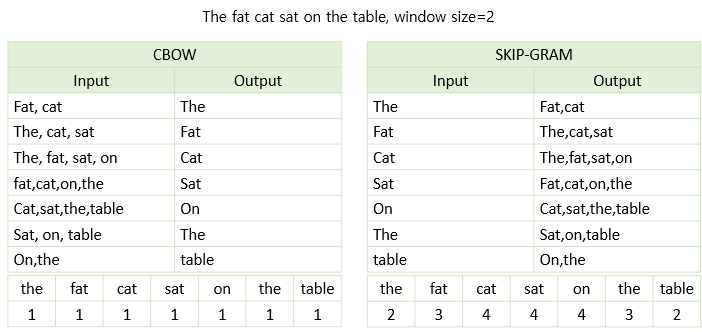 The fat cat sat on the table, window size=2
CBOW
Input Output
Fat, cat The
The, cat, sat Fat
The, fat, sat, on Cat
fat,cat,on,the Sat
Cat,sat,the,table On
Sat, on, table The
On,the table
the fat cat sat on the table
1 1 1 1 1 1 1
SKIP-GRAM
Input Output
The Fat,cat
Fat The,cat,sat
Cat The,fat,sat,on
Sat Fat,cat,on,the
On Cat,sat,the,table
The Sat,on,table
table On,the
the fat cat sat on the table
2 3 4 4 4 3 2